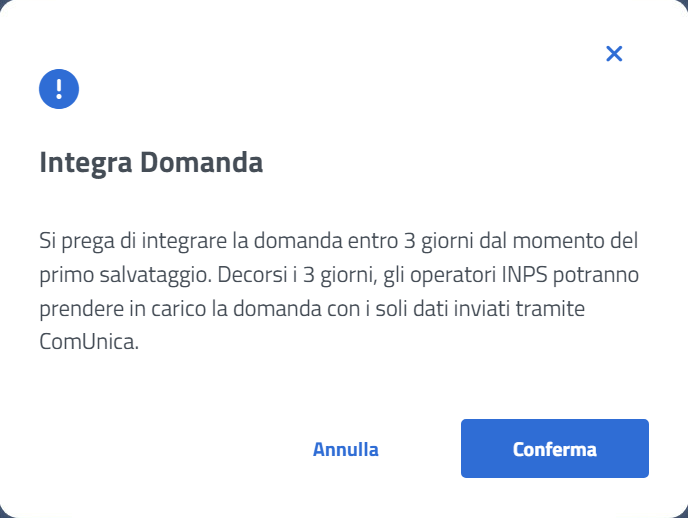 Integra Domanda
Si prega di integrare la domanda entro 3 giorni dal momento del
primo salvataggio. Decorsi i 3 giorni, gli operatori INPS potranno
prendere in carico la domanda con i soli dati inviati tramite
ComUnica.
Annulla
Conferma